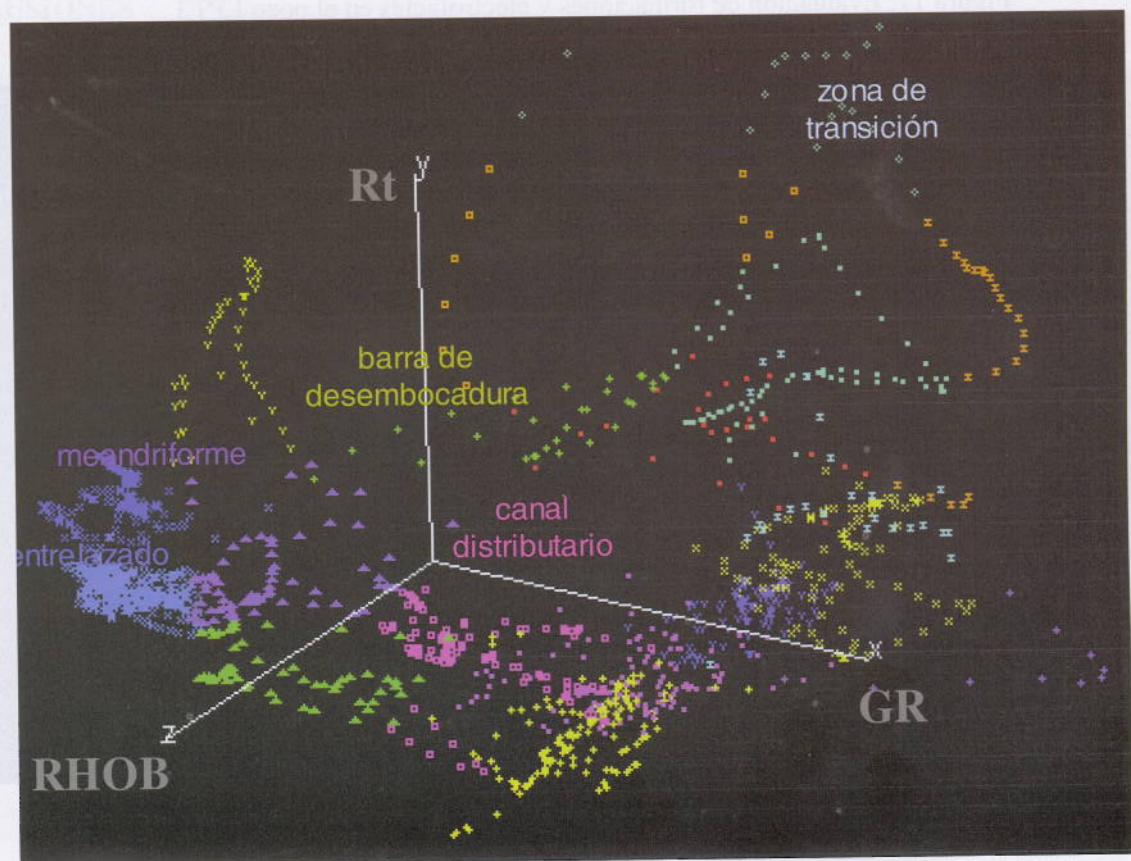 zona de
transición
y
Rt
barra de
desembocadura
meandriforme
canal
distributario
entrelazado
x
GR
z
RHOB